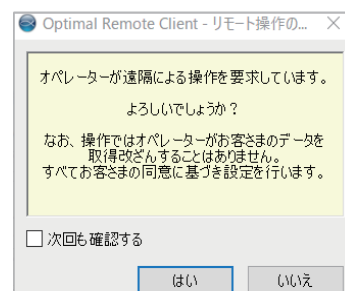 Optimal Remote Client - リモート操作の...
オペレーターが遠隔による操作を要求しています。
よろしいでしょうか？
なお、操作ではオペレーターがお客さまのデータを
取得改ざんすることはありません。
すべてお客さまの同意に基づき設定を行います。
次回も確認する
はい
いいえ